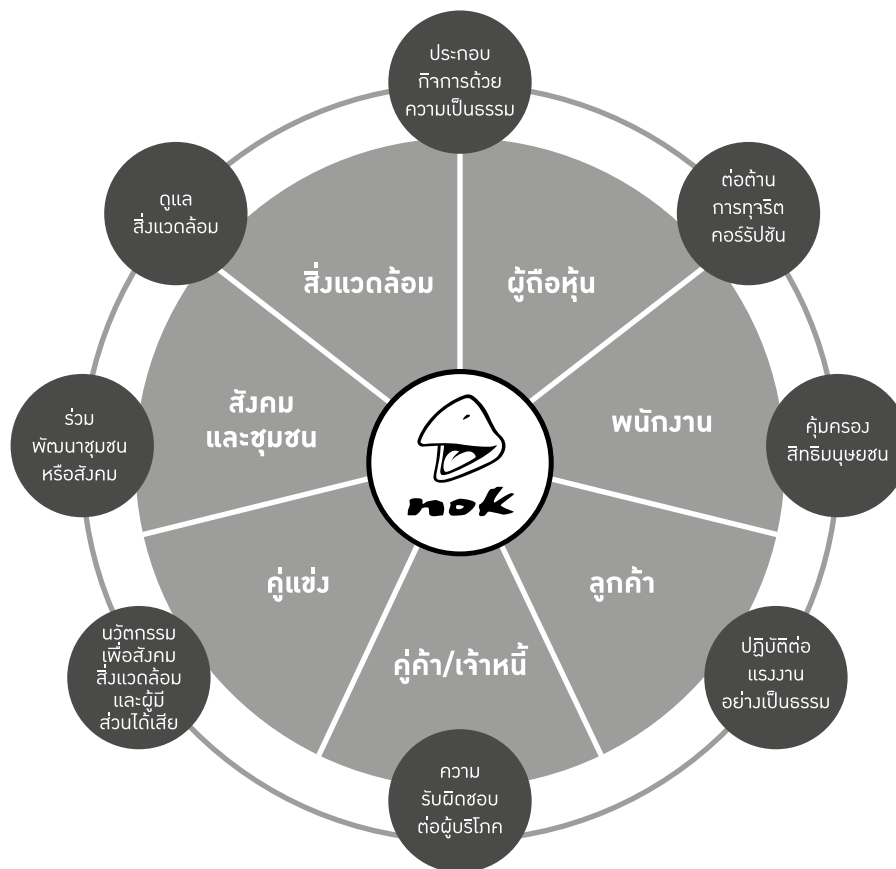 ประกอบ
กิจการด้วย
ความเป็นธรรม
ต่อต้าน
การทุจริต
คอร์รัปชัน
คุ้มครอง
สิทธิมนุษยชน
ปฏิบัติต่อ
แรงงาน
อย่างเป็นธรรม
ความ
รับผิดชอบ
ต่อผู้บริโภค
นวัตกรรม
เพื่อสังคม
สิ่งแวดล้อม
และผู้มี
ส่วนได้เสีย
ร่วม
พัฒนาชุมชน
หรือสังคม
ดูแล
สิ่งแวดล้อม
ผู้ถือหุ้น
พนักงาน
ลูกค้า
คู่ค้า/เจ้าหนี้
คู่แข่ง
สังคม
และชุมชน
สิ่งแวดล้อม
nok